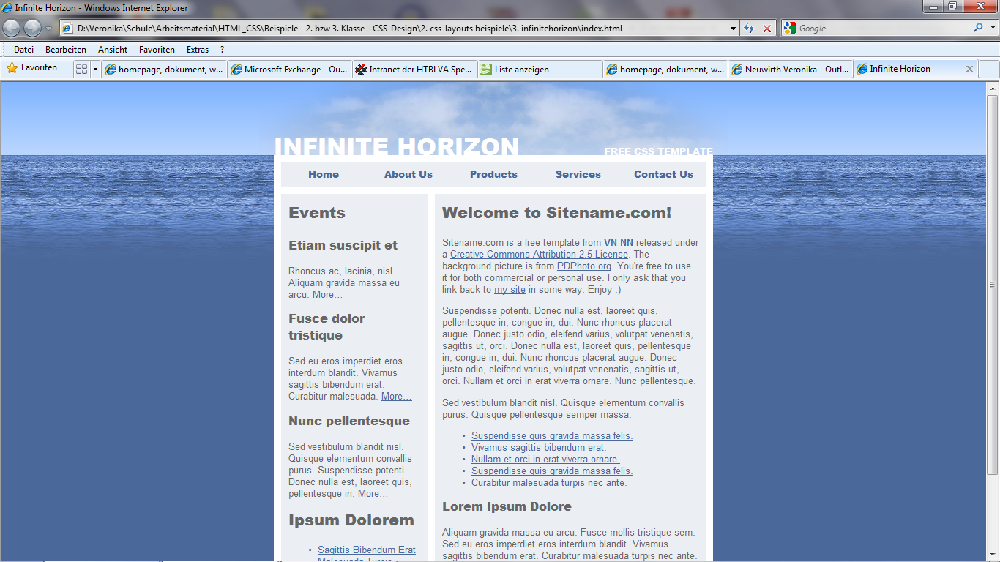 Infinite Horizon - Windows Internet Explorer
D:\Veronika\Schule\Arbeitsmaterial\HTML_CSS\Beispiele - 2. bzw 3. Klasse - CSS-Design\2. css-layouts beispiele\3. infinitehorizon\index.html
Google
Datei Bearbeiten Ansicht Favoriten Extras ?
Favoriten homepage, dokument, w... Microsoft Exchange - Ou... Intranet der HTBLVA Spe... Liste anzeigen homepage, dokument, w... Neuwirth Veronika - Outl... Infinite Horizon
INFINITE HORIZON
FREE CSS TEMPLATE
Home About Us Products Services Contact Us
Events
Etiam suscipit et
Rhoncus ac, lacinia, nisl.
Aliquam gravida massa eu
arcu. More...
Fusce dolor
tristique
Sed eu eros imperdiet eros
interdum blandit. Vivamus
sagittis bibendum erat.
Curabitur malesuada. More...
Nunc pellentesque
Sed vestibulum blandit nisl.
Quisque elementum convallis
purus. Suspendisse potenti.
Donec nulla est, laoreet quis,
pellentesque in. More...
Ipsum Dolorem
• Sagittis Bibendum Erat
Malesuada Turpis
Welcome to Sitename.com!
Sitename.com is a free template from VN NN released under
a Creative Commons Attribution 2.5 License. The
background picture is from PDPhoto.org. You're free to use
it for both commercial or personal use. I only ask that you
link back to my site in some way. Enjoy :)
Suspendisse potenti. Donec nulla est, laoreet quis,
pellentesque in, congue in, dui. Nunc rhoncus placerat
augue. Donec justo odio, eleifend varius, volutpat venenatis,
sagittis ut, orci. Donec nulla est, laoreet quis, pellentesque
in, congue in, dui. Nunc rhoncus placerat augue. Donec
justo odio, eleifend varius, volutpat venenatis, sagittis ut,
orci. Nullam et orci in erat viverra ornare. Nunc pellentesque.
Sed vestibulum blandit nisl. Quisque elementum convallis
purus. Quisque pellentesque semper massa:
• Suspendisse quis gravida massa felis.
• Vivamus sagittis bibendum erat.
• Nullam et orci in erat viverra ornare.
• Suspendisse quis gravida massa felis.
• Curabitur malesuada turpis nec ante.
Lorem Ipsum Dolore
Aliquam gravida massa eu arcu. Fusce mollis tristique sem.
Sed eu eros imperdiet eros interdum blandit. Vivamus
sagittis bibendum erat. Curabitur malesuada turpis nec ante.